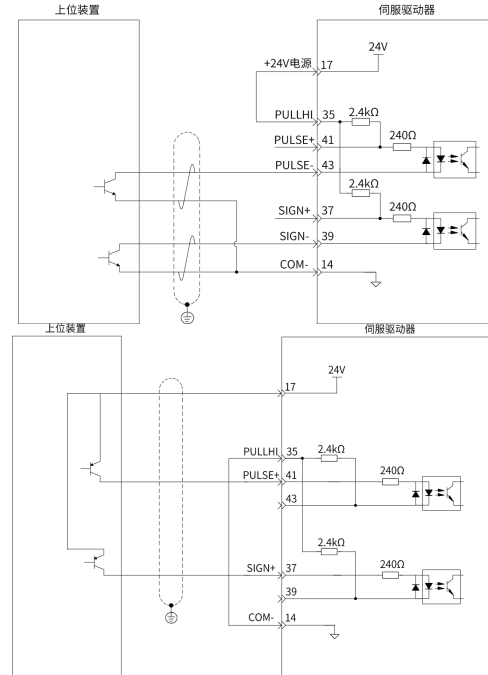 上位装置 伺服驱动器
24V
+24V电源 17
PULLHI 35 2.4kΩ
PULSE+ 41 240Ω
PULSE- 43
2.4kΩ
SIGN+ 37 240Ω
SIGN- 39
COM- 14
上位装置 伺服驱动器
24V
17
PULLHI 35 2.4kΩ
PULSE+ 41 240Ω
43
2.4kΩ
SIGN+ 37 240Ω
39
COM- 14